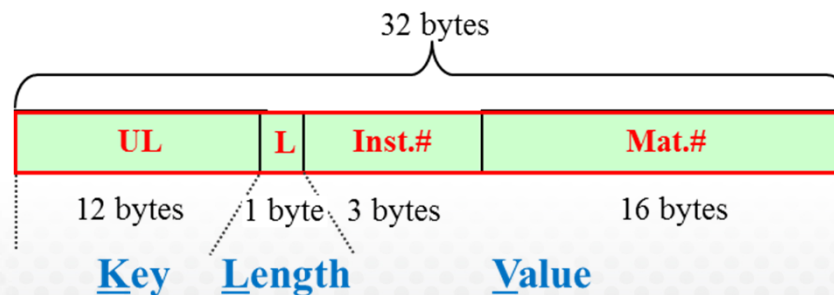 32 bytes
UL L Inst.# Mat.#
12 bytes 1 byte 3 bytes 16 bytes
Key Length Value